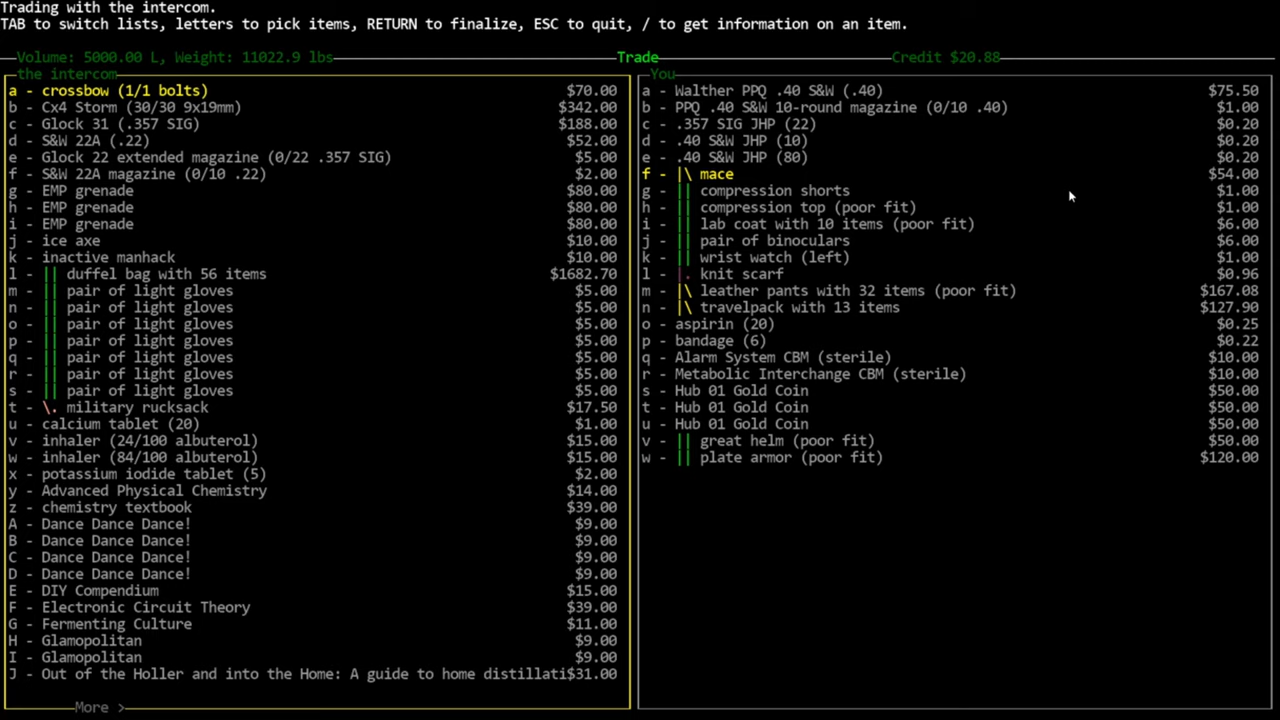 Trading with the intercom.
TAB to switch lists, letters to pick items, RETURN to finalize, ESC to quit, / to get information on an item.
Volume: 5000.00 L, Weight: 11022.9 lbs Trade Credit $20.88
the intercom
a - crossbow (1/1 bolts) $70.00
b - Cx4 Storm (30/30 9x19mm) $342.00
c - Glock 31 (.357 SIG) $188.00
d - S&W 22A (.22) $52.00
e - Glock 22 extended magazine (0/22 .357 SIG) $5.00
f - S&W 22A magazine (0/10 .22) $2.00
g - EMP grenade $80.00
h - EMP grenade $80.00
i - EMP grenade $80.00
j - ice axe $10.00
k - inactive manhack $10.00
l - || duffel bag with 56 items $1682.70
m - || pair of light gloves $5.00
n - || pair of light gloves $5.00
o - || pair of light gloves $5.00
p - || pair of light gloves $5.00
q - || pair of light gloves $5.00
r - || pair of light gloves $5.00
s - || pair of light gloves $5.00
t - \. military rucksack $17.50
u - calcium tablet (20) $1.00
v - inhaler (24/100 albuterol) $15.00
w - inhaler (84/100 albuterol) $15.00
x - potassium iodide tablet (5) $2.00
y - Advanced Physical Chemistry $14.00
z - chemistry textbook $39.00
A - Dance Dance Dance! $9.00
B - Dance Dance Dance! $9.00
C - Dance Dance Dance! $9.00
D - Dance Dance Dance! $9.00
E - DIY Compendium $15.00
F - Electronic Circuit Theory $39.00
G - Fermenting Culture $11.00
H - Glamopolitan $9.00
I - Glamopolitan $9.00
J - Out of the Holler and into the Home: A guide to home distillati$31.00
More >
You
a - Walther PPQ .40 S&W (.40) $75.50
b - PPQ .40 S&W 10-round magazine (0/10 .40) $1.00
c - .357 SIG JHP (22) $0.20
d - .40 S&W JHP (10) $0.20
e - .40 S&W JHP (80) $0.20
f - |\ mace $54.00
g - || compression shorts $1.00
h - || compression top (poor fit) $1.00
i - || lab coat with 10 items (poor fit) $6.00
j - || pair of binoculars $6.00
k - || wrist watch (left) $1.00
l - |. knit scarf $0.96
m - |\ leather pants with 32 items (poor fit) $167.08
n - |\ travelpack with 13 items $127.90
o - aspirin (20) $0.25
p - bandage (6) $0.22
q - Alarm System CBM (sterile) $10.00
r - Metabolic Interchange CBM (sterile) $10.00
s - Hub 01 Gold Coin $50.00
t - Hub 01 Gold Coin $50.00
u - Hub 01 Gold Coin $50.00
v - || great helm (poor fit) $50.00
w - || plate armor (poor fit) $120.00